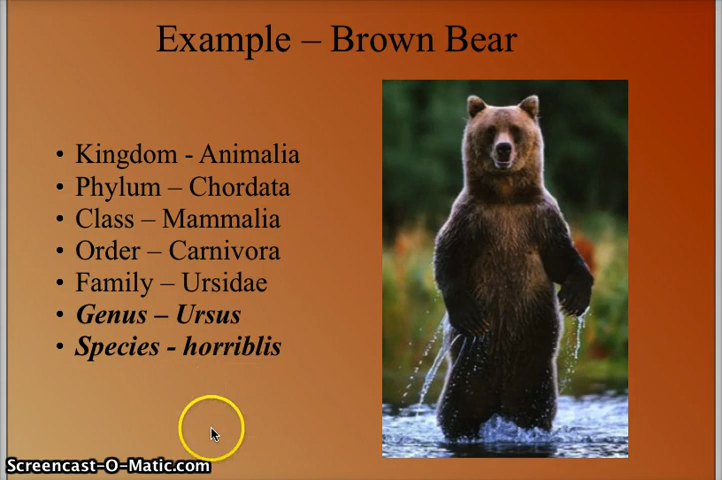 Example – Brown Bear
• Kingdom - Animalia
• Phylum – Chordata
• Class – Mammalia
• Order – Carnivora
• Family – Ursidae
• Genus – Ursus
• Species - horriblis
Screencast-O-Matic.com